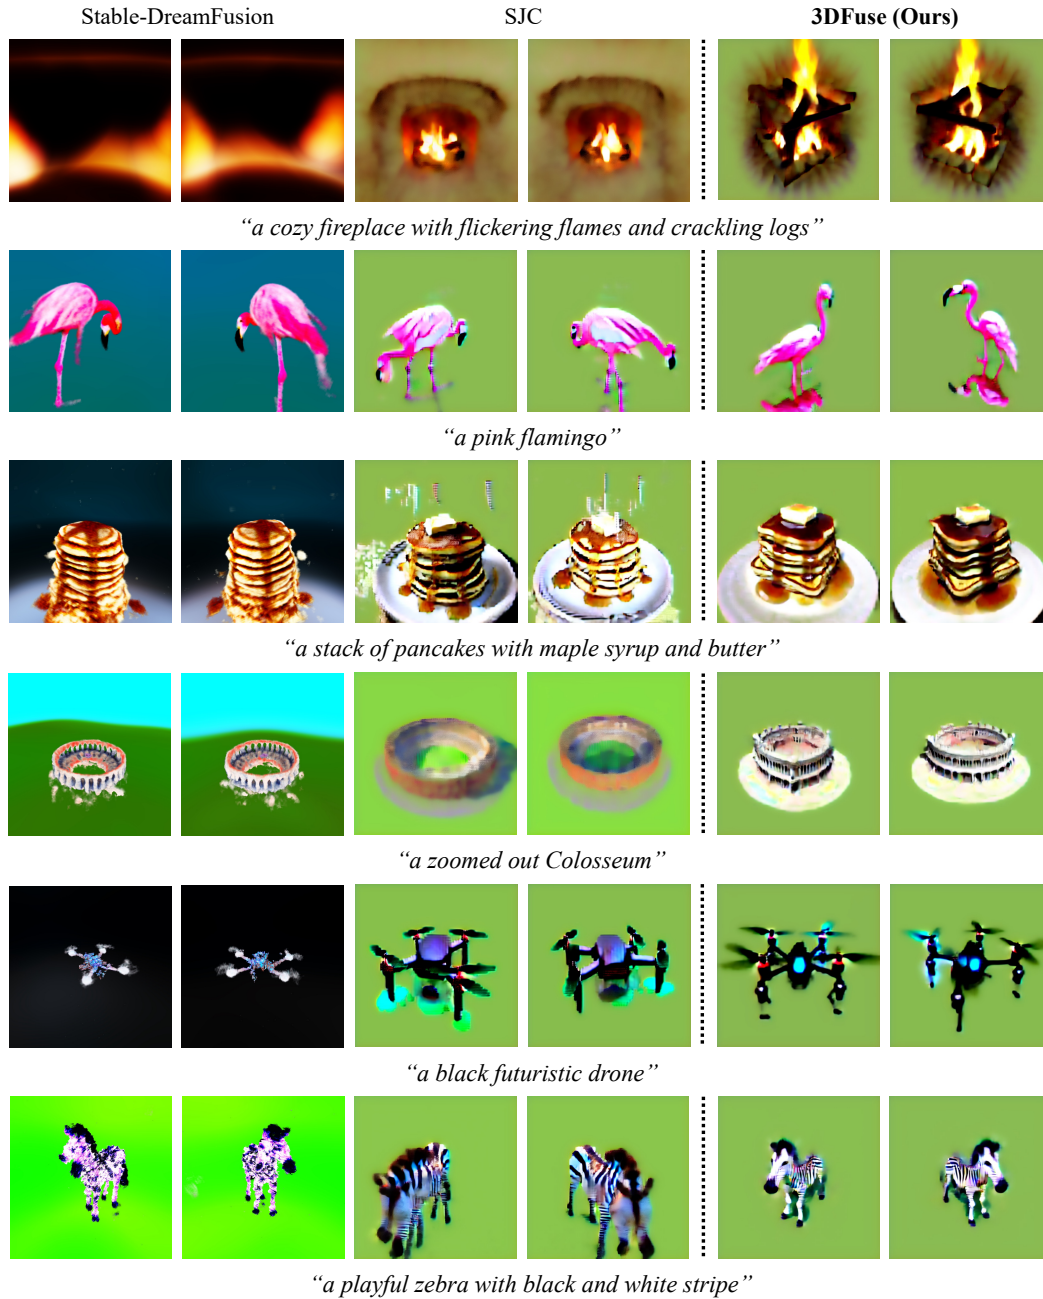 Stable-DreamFusion SJC 3DFuse (Ours)
“a cozy fireplace with flickering flames and crackling logs”
“a pink flamingo”
“a stack of pancakes with maple syrup and butter”
“a zoomed out Colosseum”
“a black futuristic drone”
“a playful zebra with black and white stripe”